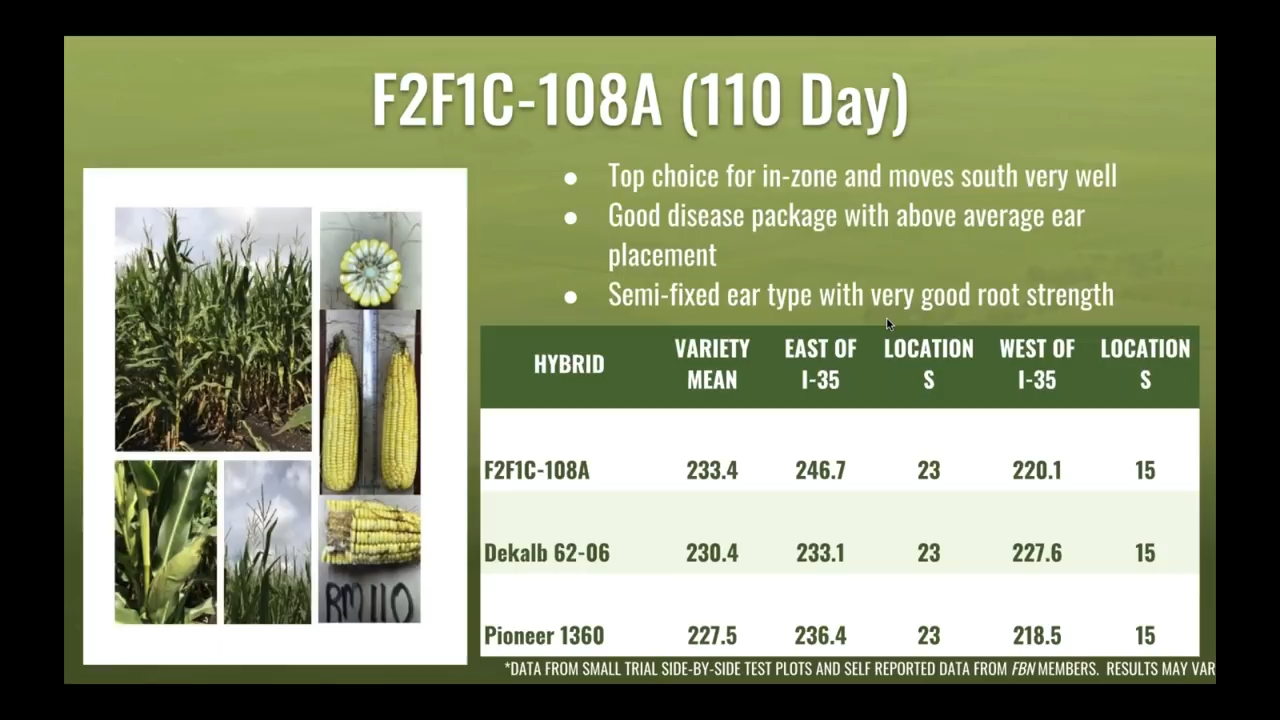 F2F1C-108A (110 Day)
● Top choice for in-zone and moves south very well
● Good disease package with above average ear
placement
● Semi-fixed ear type with very good root strength
HYBRID VARIETY MEAN EAST OF I-35 LOCATION S WEST OF I-35 LOCATION S
F2F1C-108A 233.4 246.7 23 220.1 15
Dekalb 62-06 230.4 233.1 23 227.6 15
Pioneer 1360 227.5 236.4 23 218.5 15
RM 110
*DATA FROM SMALL TRIAL SIDE-BY-SIDE TEST PLOTS AND SELF REPORTED DATA FROM FBN MEMBERS. RESULTS MAY VAR